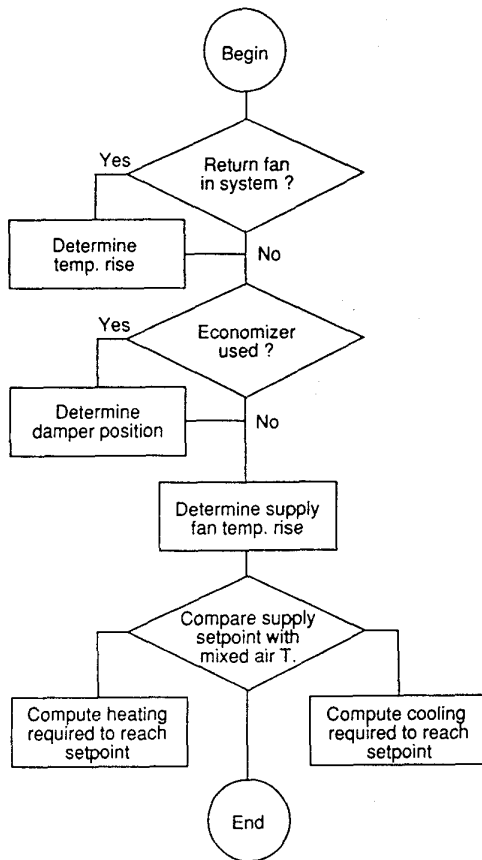 Begin
Yes
Return fan
in system ?
Determine
temp. rise
No
Yes
Economizer
used ?
Determine
damper position
No
Determine supply
fan temp. rise
Compare supply
setpoint with
mixed air T.
Compute heating
required to reach
setpoint
Compute cooling
required to reach
setpoint
End